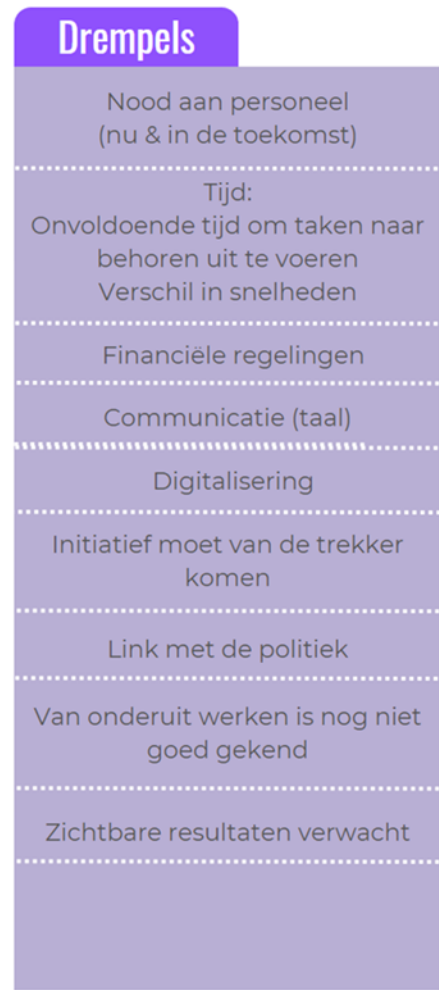 Drempels
Nood aan personeel
(nu & in de toekomst)
Tijd:
Onvoldoende tijd om taken naar
behoren uit te voeren
Verschil in snelheden
Financiële regelingen
Communicatie (taal)
Digitalisering
Initiatief moet van de trekker
komen
Link met de politiek
Van onderuit werken is nog niet
goed gekend
Zichtbare resultaten verwacht